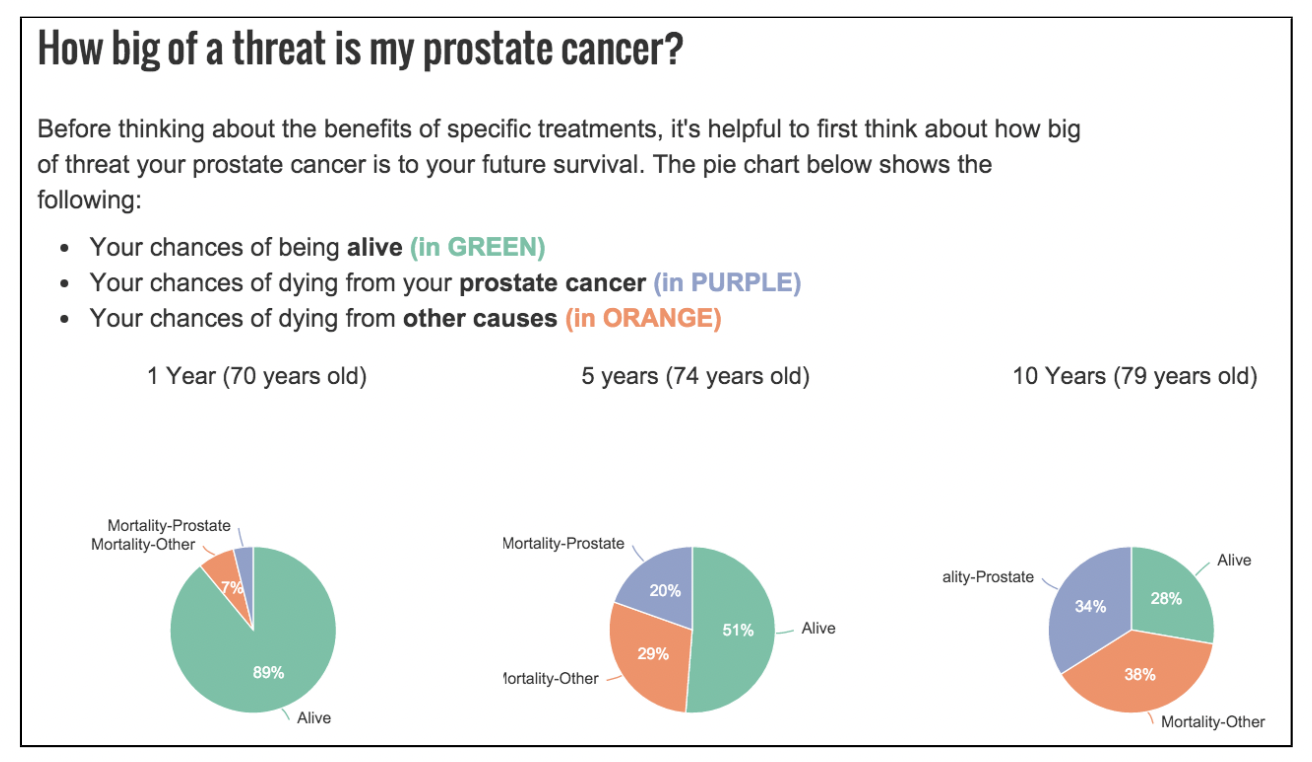 How big of a threat is my prostate cancer?
Before thinking about the benefits of specific treatments, it's helpful to first think about how big
of threat your prostate cancer is to your future survival. The pie chart below shows the
following:
• Your chances of being alive (in GREEN)
• Your chances of dying from your prostate cancer (in PURPLE)
• Your chances of dying from other causes (in ORANGE)
1 Year (70 years old)
5 years (74 years old)
10 Years (79 years old)
Mortality-Prostate
Mortality-Other
7%
89%
Alive
Mortality-Prostate
20%
51%
Alive
29%
Mortality-Other
ality-Prostate
Alive
34%
28%
38%
Mortality-Other